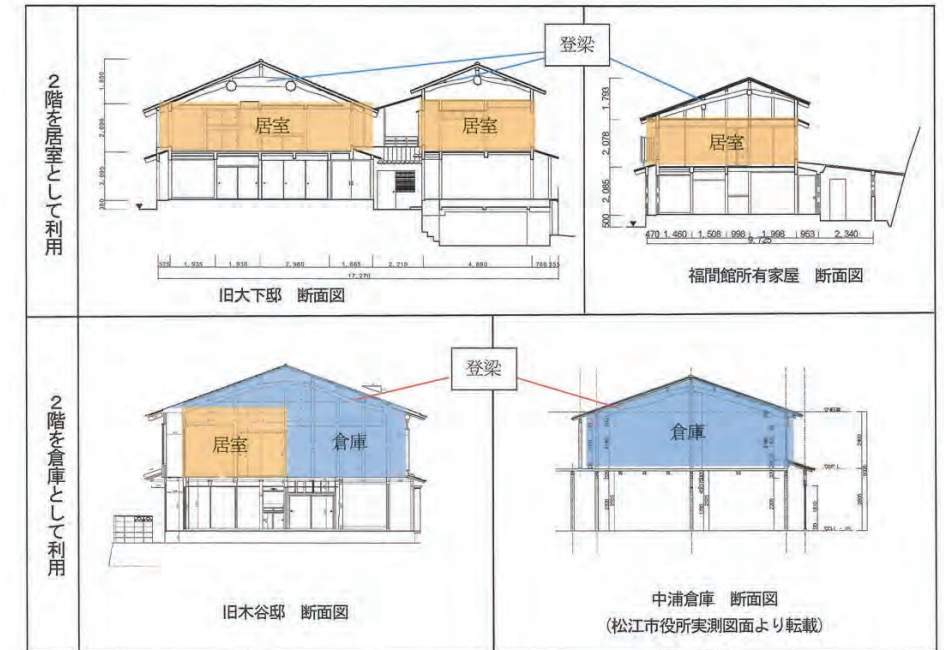 2階を居室として利用
登梁
居室
居室
居室
1,793
2,078
2,085
500
470 1,460 1,508 998 1,998 953 2,340
9,725
2,210
17,270
旧大下邸 断面図
福間館所有家屋 断面図
2階を倉庫として利用
登梁
居室
倉庫
倉庫
旧木谷邸 断面図
中浦倉庫 断面図
(松江市役所実測図面より転載)